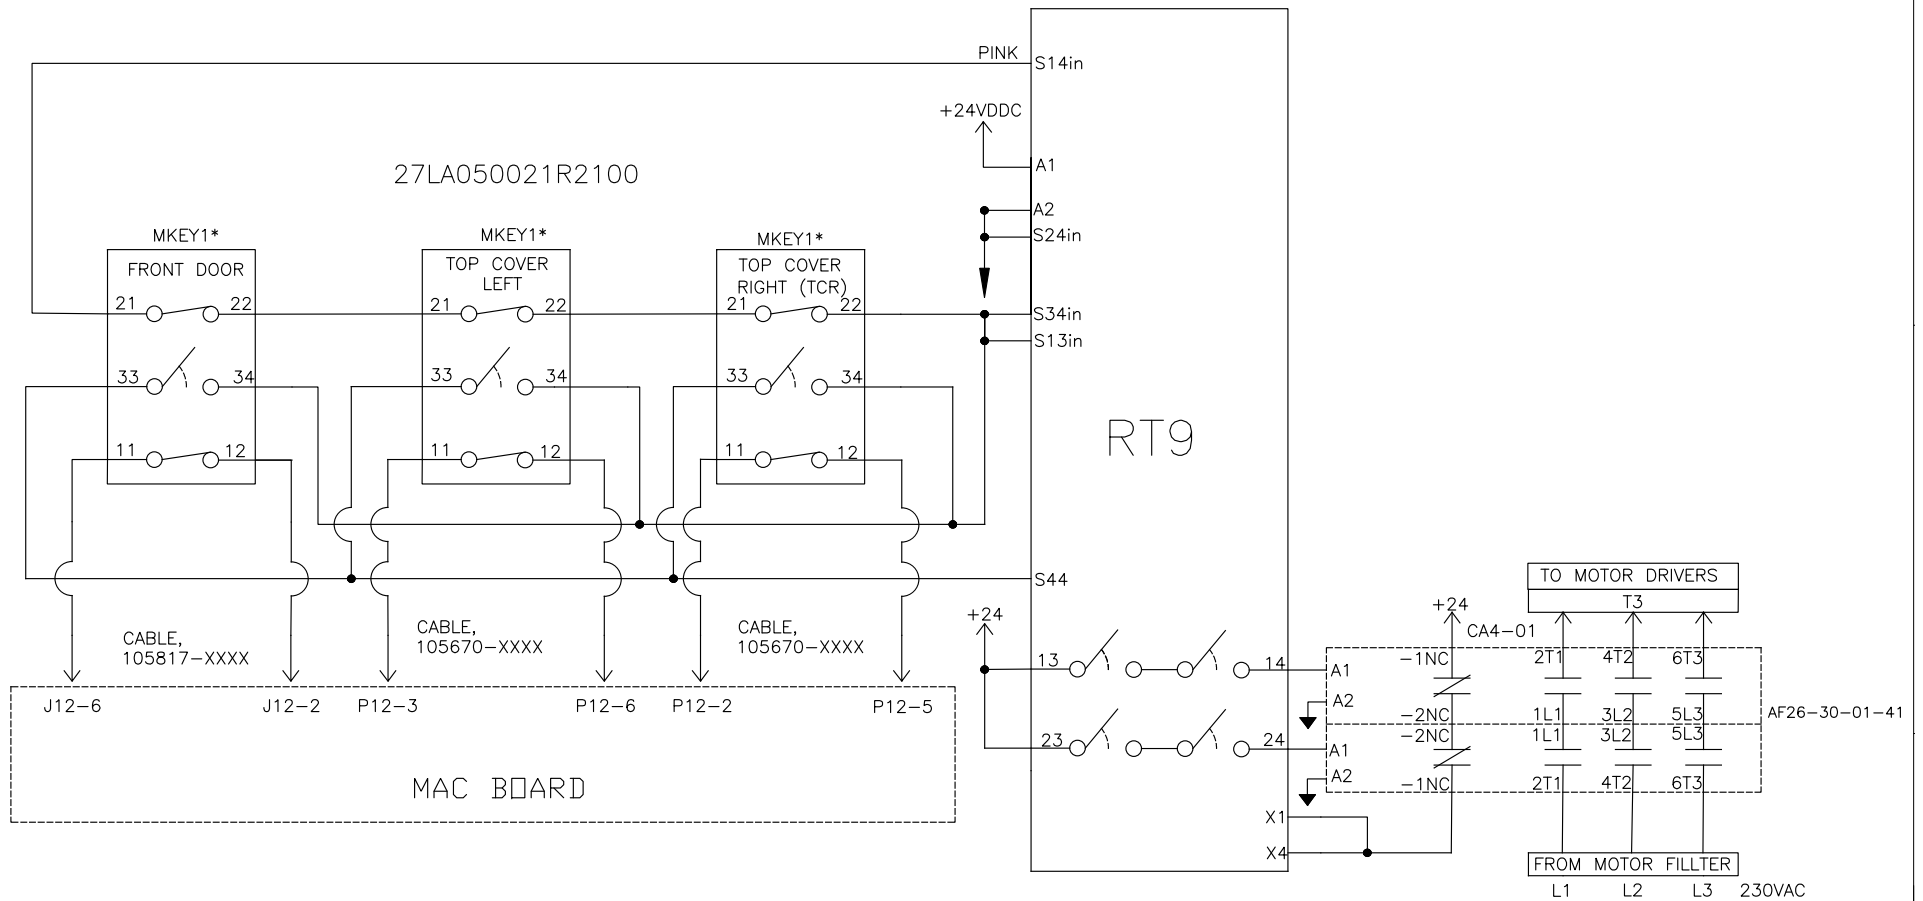 PINK
S14in
+24VDDC
A1
27LA050021R2100
A2
S24in
MKEY1*
MKEY1*
MKEY1*
FRONT DOOR
TOP COVER
LEFT
TOP COVER
RIGHT (TCR)
21
22
21
22
21
22
S34in
S13in
33
34
33
34
33
34
RT9
11
12
11
12
11
12
S44
TO MOTOR DRIVERS
T3
+24
+24
CA4-01
CABLE,
105817-XXXX
CABLE,
105670-XXXX
CABLE,
105670-XXXX
13
14
A1
-1NC
2T1
4T2
6T3
A2
J12-6
J12-2
P12-3
P12-6
P12-2
P12-5
-2NC
1L1
3L2
5L3
AF26-30-01-41
23
24
A1
-2NC
1L1
3L2
5L3
A2
-1NC
2T1
4T2
6T3
MAC BOARD
X1
X4
FROM MOTOR FILLTER
L1
L2
L3
230VAC